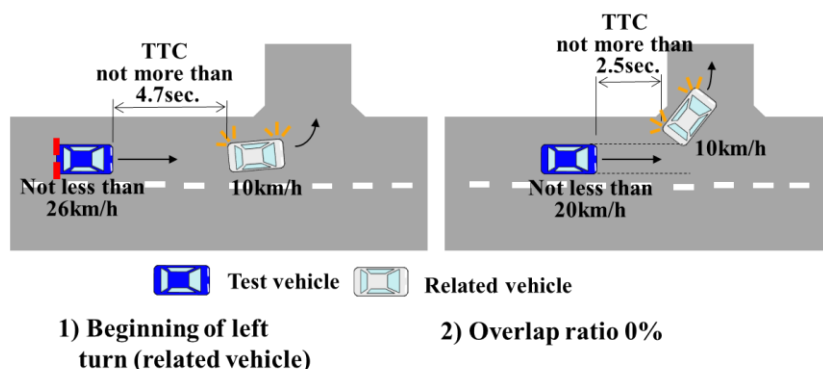 TTC
not more than
4.7sec.
Not less than
26km/h
10km/h
TTC
not more than
2.5sec.
10km/h
Not less than
20km/h
Test vehicle
Related vehicle
1) Beginning of left
turn (related vehicle)
2) Overlap ratio 0%